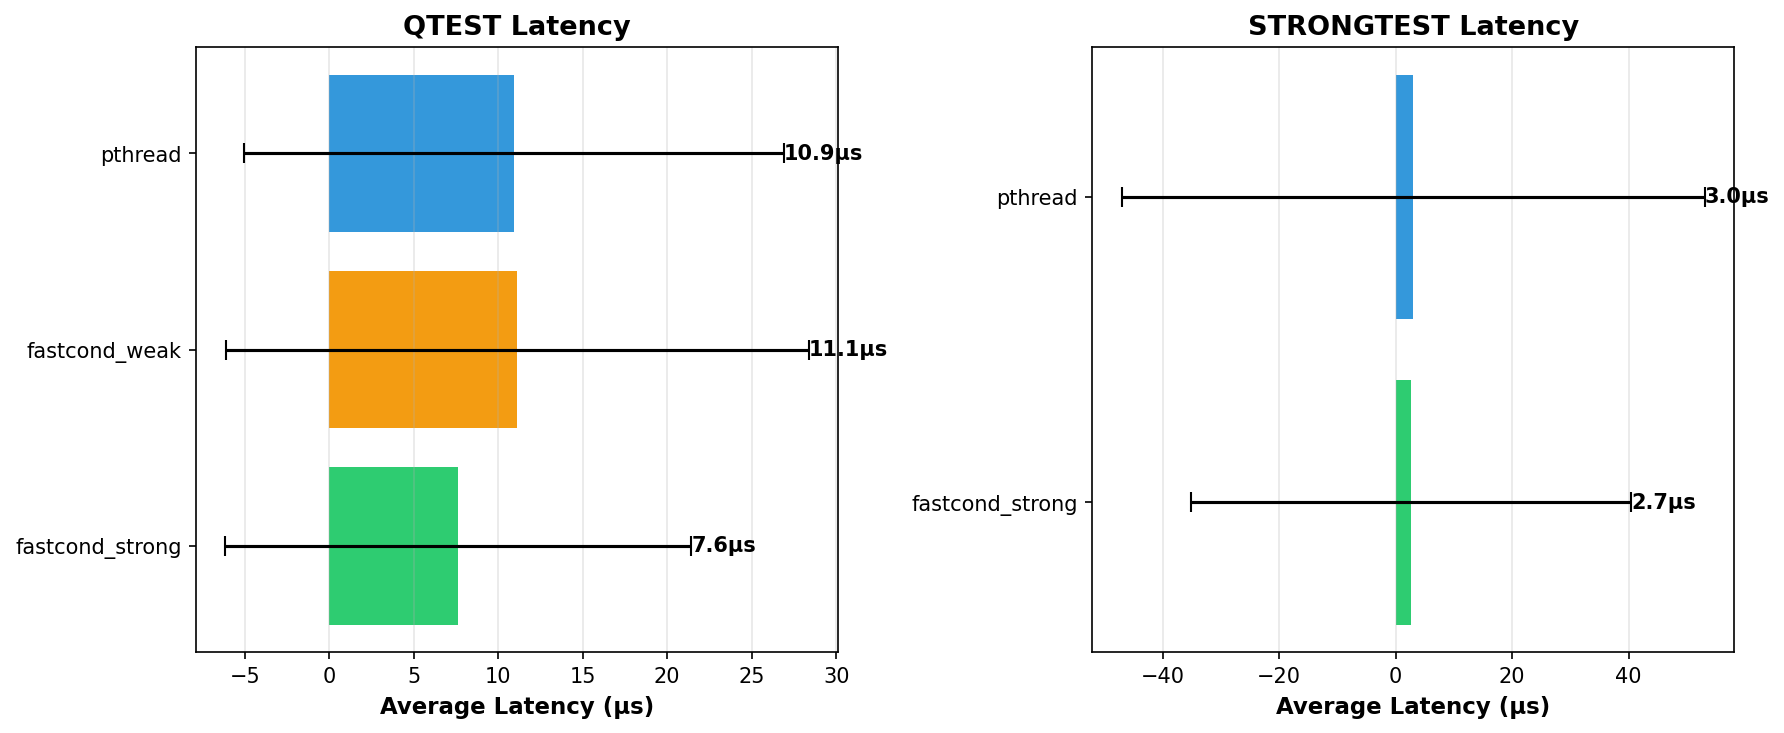 QTEST Latency
pthread
10.9μs
fastcond_weak
11.1μs
fastcond_strong
7.6μs
−5 0 5 10 15 20 25 30
Average Latency (μs)
STRONGTEST Latency
pthread
3.0μs
fastcond_strong
2.7μs
−40 −20 0 20 40
Average Latency (μs)